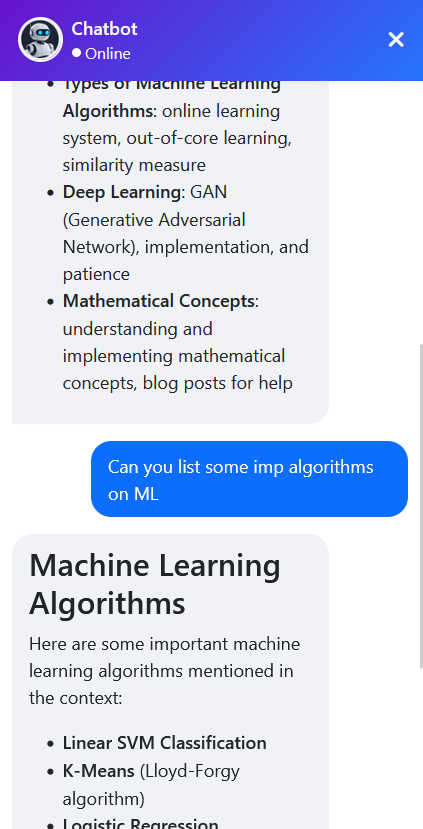 Chatbot
Online
Types of Machine Learning
Algorithms: online learning
system, out-of-core learning,
similarity measure
Deep Learning: GAN
(Generative Adversarial
Network), implementation, and
patience
Mathematical Concepts:
understanding and
implementing mathematical
concepts, blog posts for help
Can you list some imp algorithms
on ML
Machine Learning
Algorithms
Here are some important machine
learning algorithms mentioned in
the context:
Linear SVM Classification
K-Means (Lloyd-Forgy
algorithm)
Logistic Regression